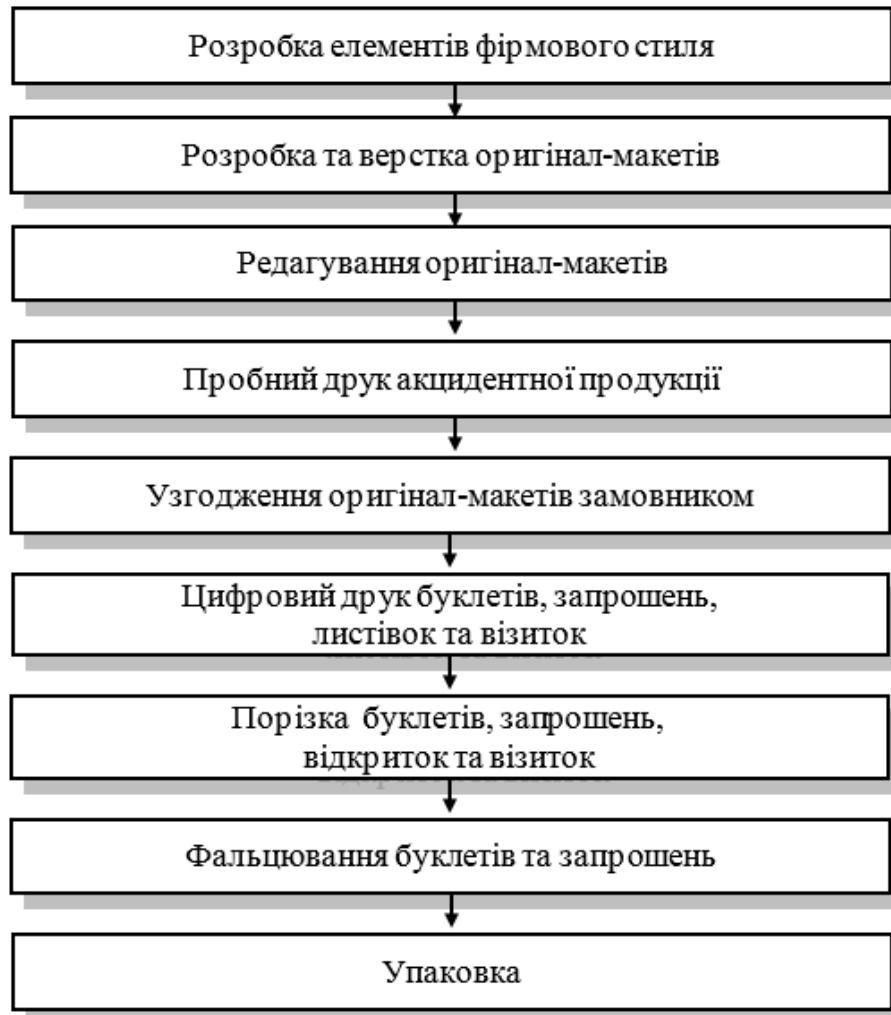 Розробка елементів фірмового стиля
Розробка та верстка оригінал-макетів
Редагування оригінал-макетів
Пробний друк акцидентної продукції
Узгодження оригінал-макетів замовником
Цифровий друк буклетів, запрошень,
листівок та візиток
Порізка буклетів, запрошень,
відкриток та візиток
Фальцювання буклетів та запрошень
Упаковка